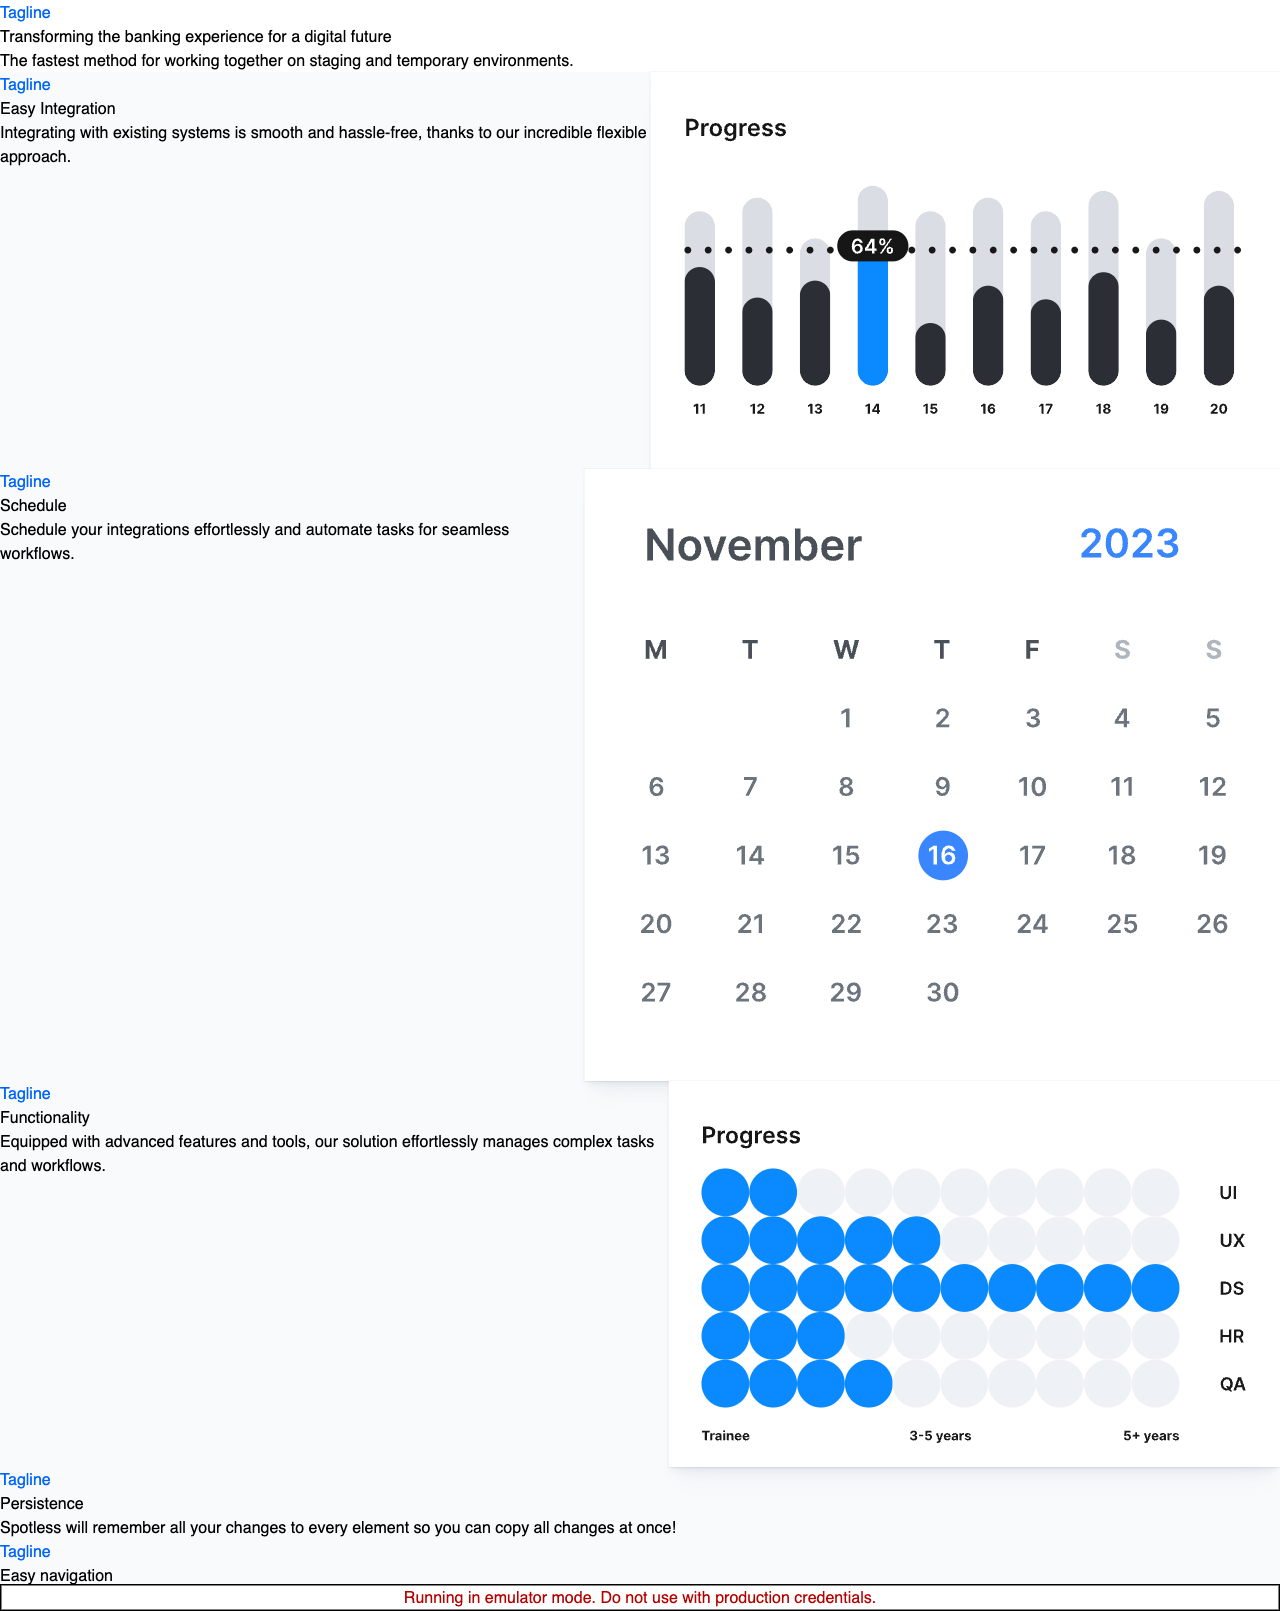 Tagline
Transforming the banking experience for a digital future
The fastest method for working together on staging and temporary environments.
Tagline
Easy Integration
Integrating with existing systems is smooth and hassle-free, thanks to our incredible flexible
approach.
Progress
64%
11 12 13 14 15 16 17 18 19 20
Tagline
Schedule
Schedule your integrations effortlessly and automate tasks for seamless
workflows.
November 2023
M T W T F S S
1 2 3 4 5
6 7 8 9 10 11 12
13 14 15 16 17 18 19
20 21 22 23 24 25 26
27 28 29 30
Tagline
Functionality
Equipped with advanced features and tools, our solution effortlessly manages complex tasks
and workflows.
Progress
UI
UX
DS
HR
QA
Trainee 3-5 years 5+ years
Tagline
Persistence
Spotless will remember all your changes to every element so you can copy all changes at once!
Tagline
Easy navigation
Running in emulator mode. Do not use with production credentials.